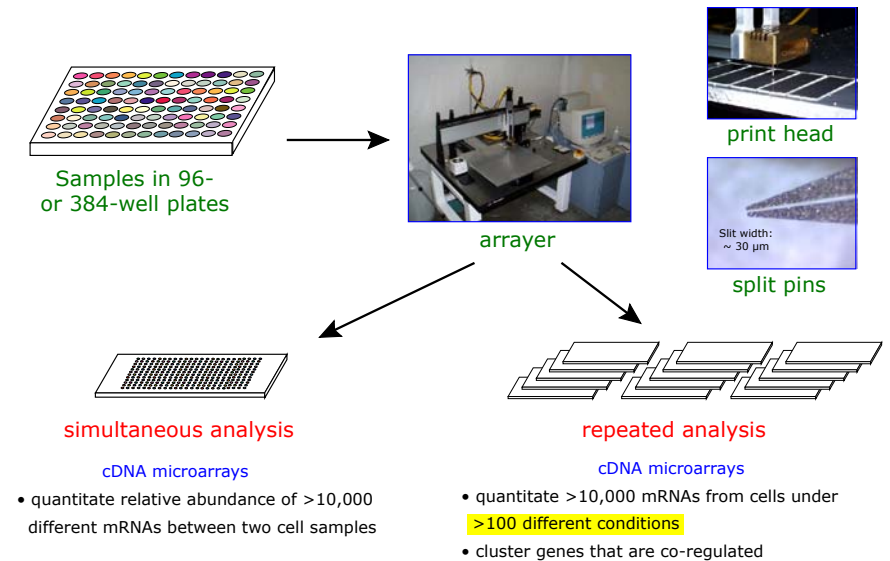 Samples in 96-
or 384-well plates
arrayer
print head
Slit width:
~ 30 µm
split pins
simultaneous analysis
cDNA microarrays
• quantitate relative abundance of >10,000
different mRNAs between two cell samples
repeated analysis
cDNA microarrays
• quantitate >10,000 mRNAs from cells under
>100 different conditions
• cluster genes that are co-regulated